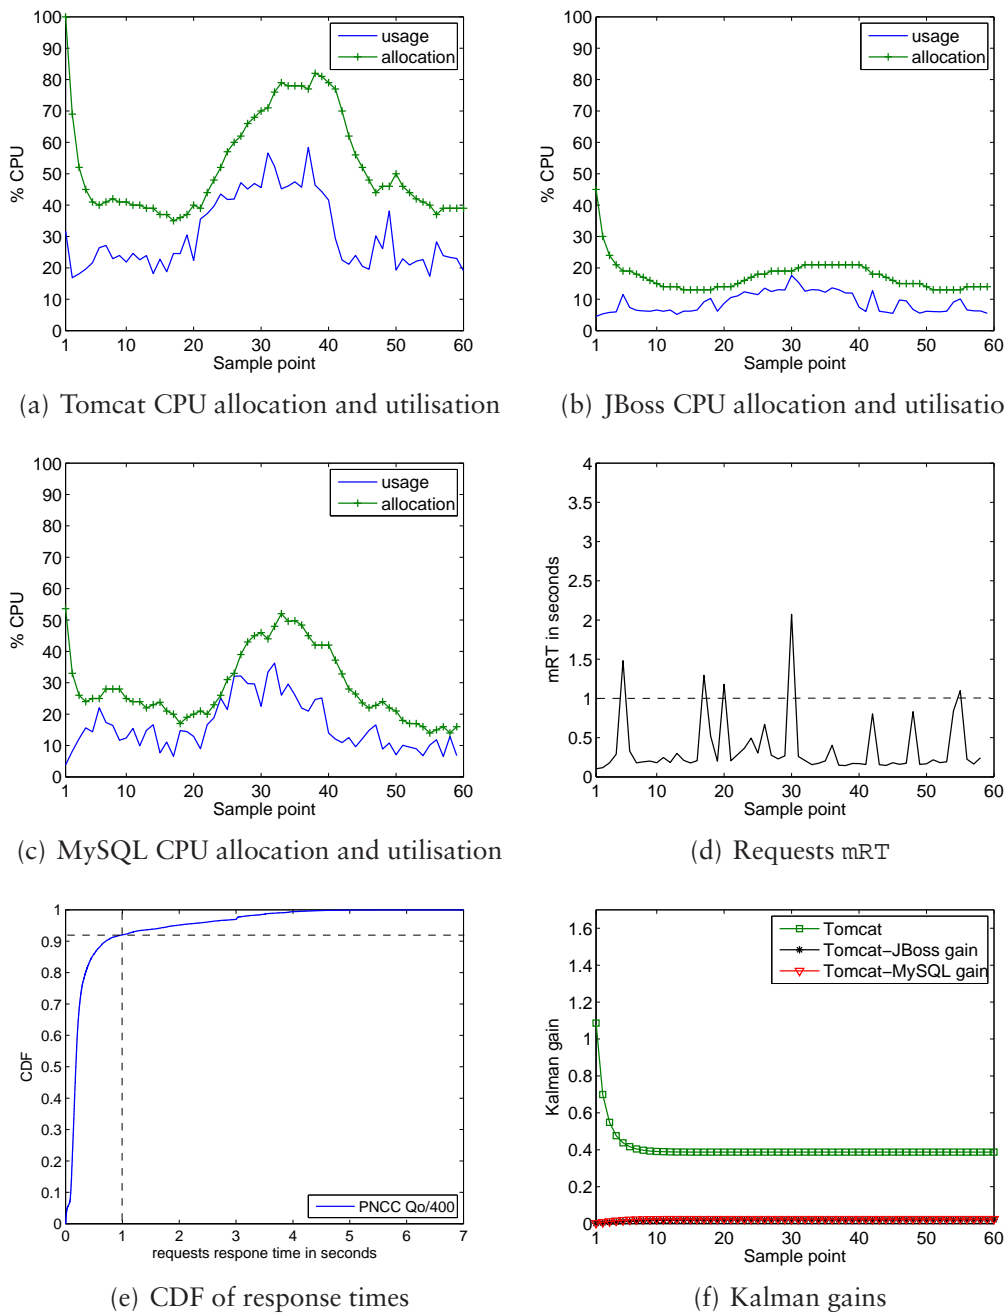 100
90
80
70
60
50
40
30
20
10
0
% CPU
usage
allocation
1 10 20 30 40 50 60
Sample point
(a) Tomcat CPU allocation and utilisation
100
90
80
70
60
50
40
30
20
10
0
% CPU
usage
allocation
1 10 20 30 40 50 60
Sample point
(b) JBoss CPU allocation and utilisatio
100
90
80
70
60
50
40
30
20
10
0
% CPU
usage
allocation
1 10 20 30 40 50 60
Sample point
(c) MySQL CPU allocation and utilisation
4
3.5
3
2.5
2
1.5
1
0.5
0
mRT in seconds
1 10 20 30 40 50 60
Sample point
(d) Requests mRT
1
0.9
0.9
0.8
0.7
0.6
0.5
0.4
0.3
0.2
0.1
0
CDF
PNCC Qo/400
0 1 2 3 4 5 6 7
requests respone time in seconds
(e) CDF of response times
1.6
1.4
1.2
1
0.8
0.6
0.4
0.2
0
Kalman gain
Tomcat
Tomcat-JBoss gain
Tomcat-MySQL gain
1 10 20 30 40 50 60
Sample point
(f) Kalman gains